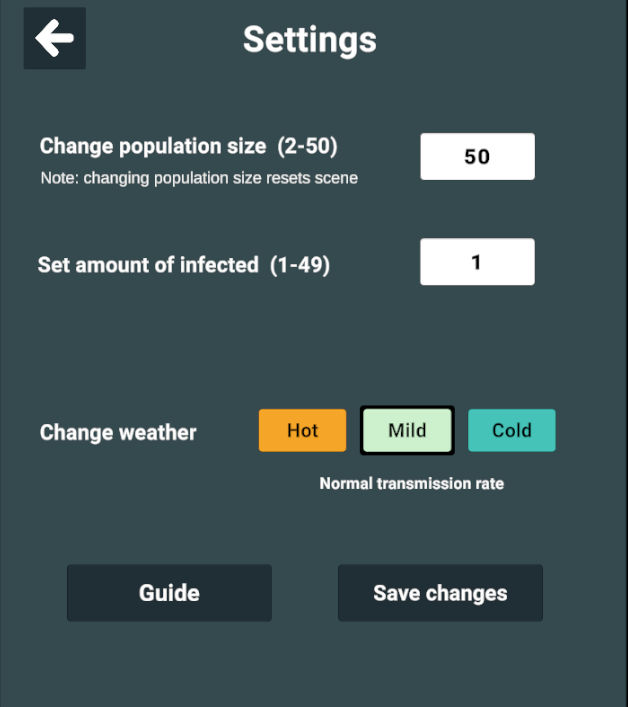 Settings
Change population size (2-50)
50
Note: changing population size resets scene
Set amount of infected (1-49)
1
Change weather
Hot
Mild
Cold
Normal transmission rate
Guide
Save changes